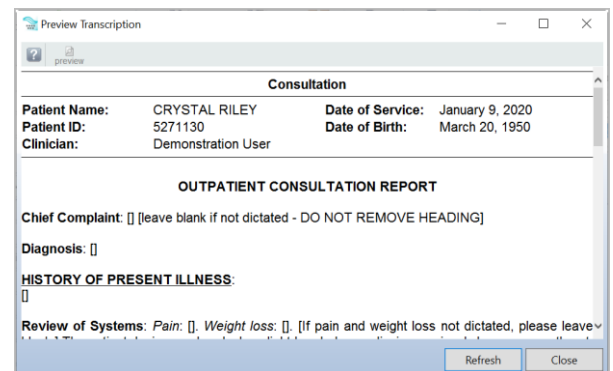 Preview Transcription
preview
Consultation
Patient Name: CRYSTAL RILEY Date of Service: January 9, 2020
Patient ID: 5271130 Date of Birth: March 20, 1950
Clinician: Demonstration User
OUTPATIENT CONSULTATION REPORT
Chief Complaint: [] [leave blank if not dictated - DO NOT REMOVE HEADING]
Diagnosis: []
HISTORY OF PRESENT ILLNESS:
[]
Review of Systems: Pain: []. Weight loss: []. [If pain and weight loss not dictated, please leave
Refresh Close